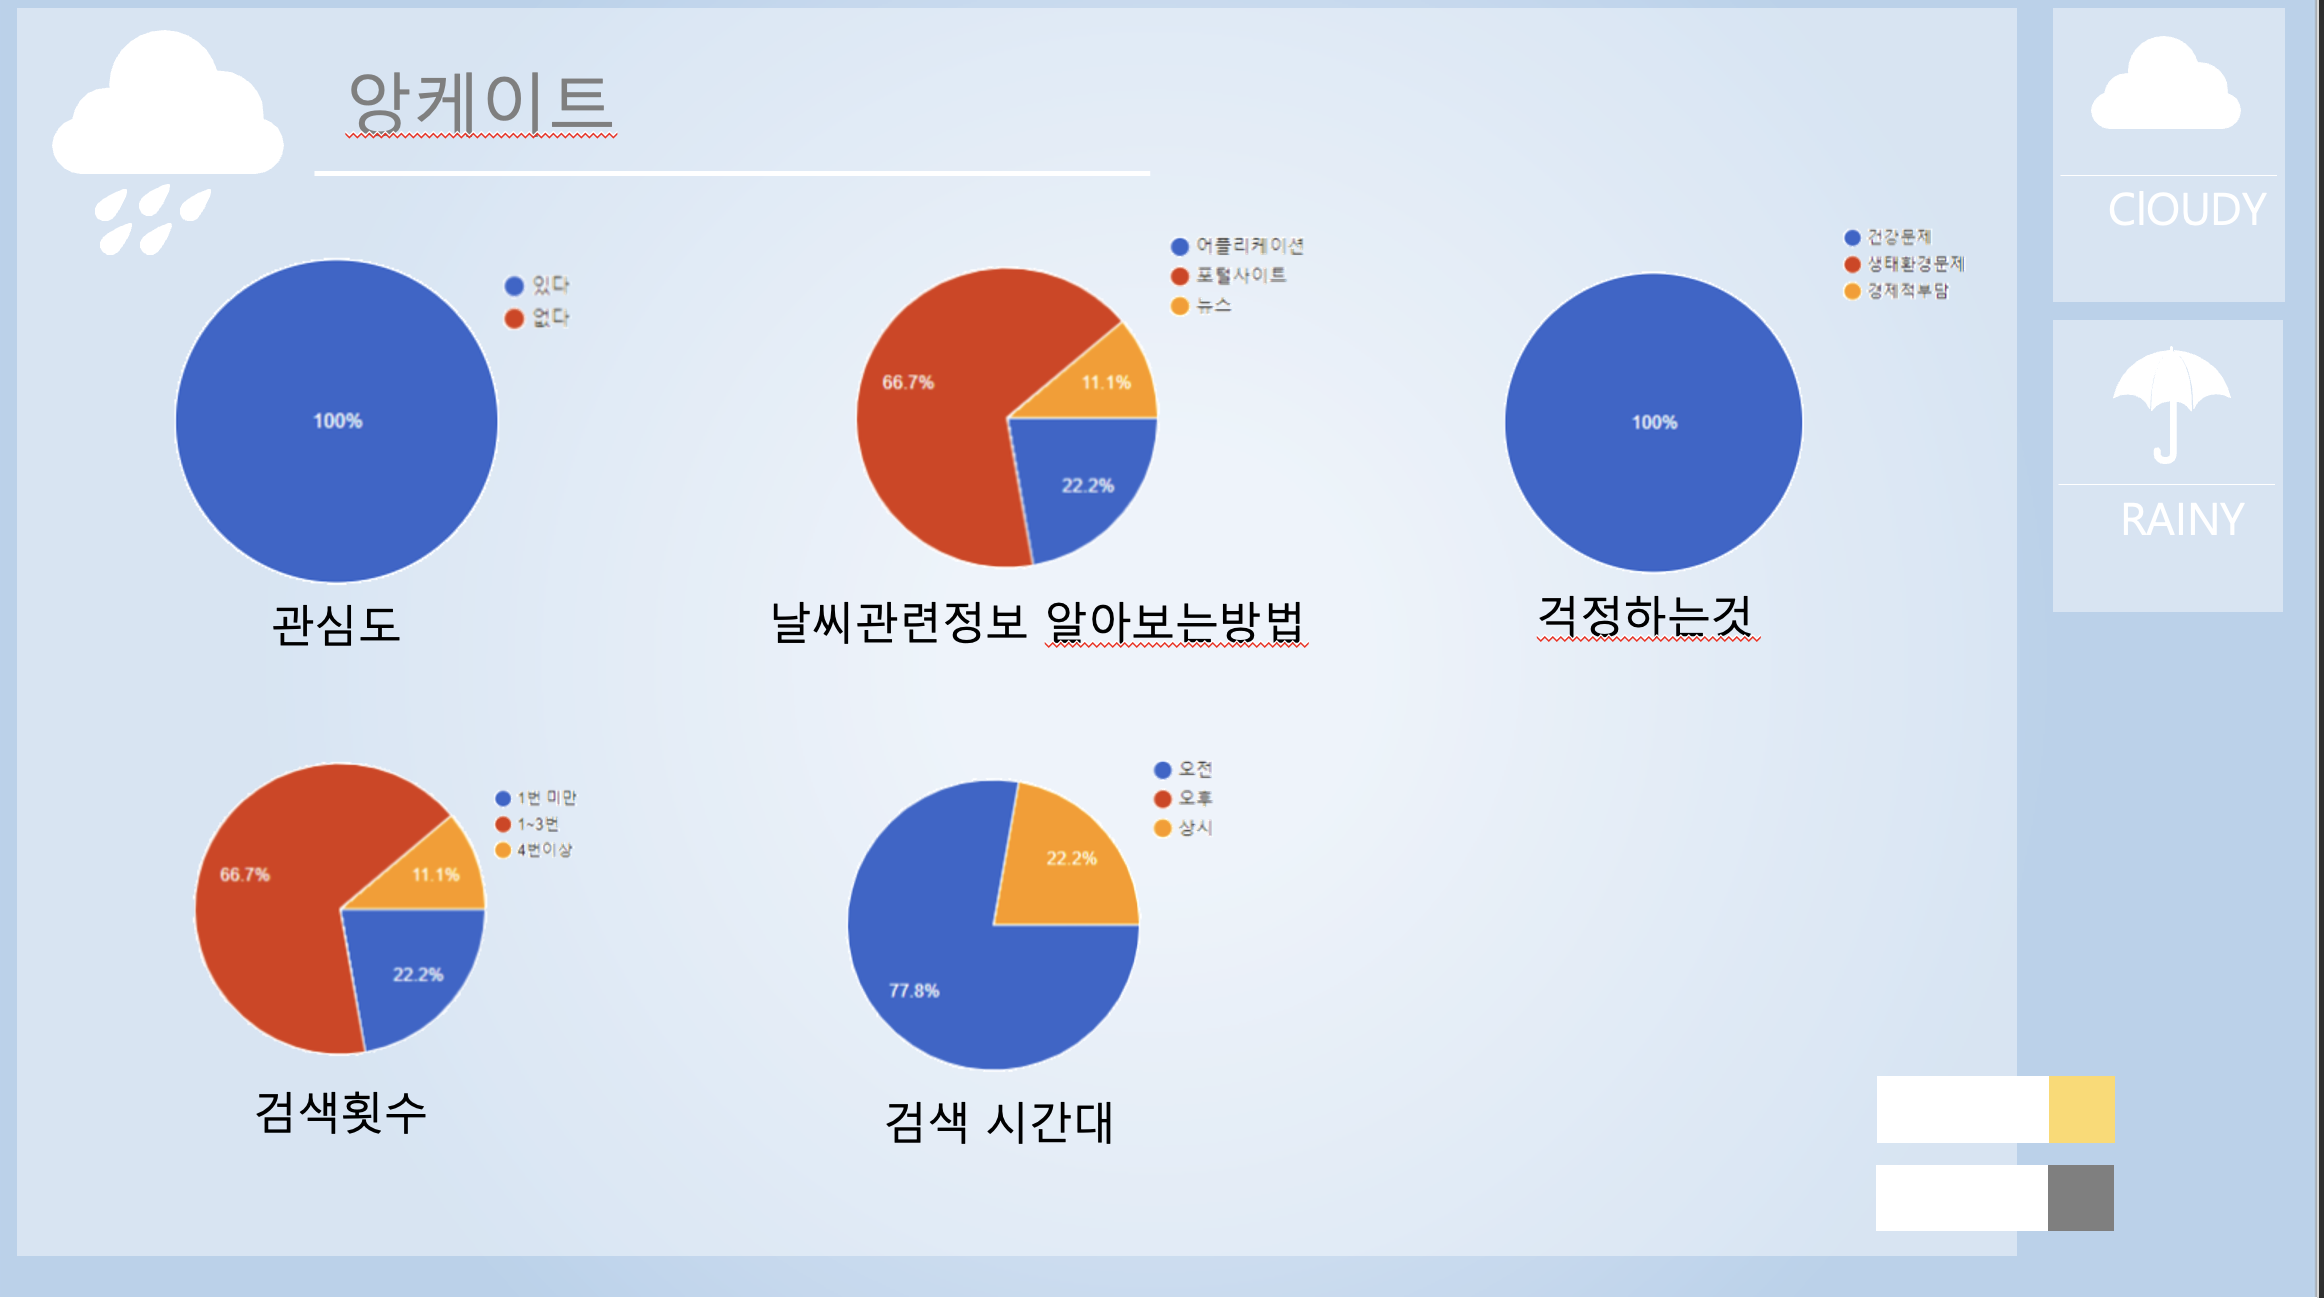 앙케이트
있다
없다
100%
관심도
어플리케이션
포털사이트
뉴스
66.7%
11.1%
22.2%
날씨관련정보 알아보는방법
건강문제
생태환경문제
경제적부담
100%
걱정하는것
1번 미만
1~3번
4번이상
66.7%
11.1%
22.2%
검색횟수
오전
오후
상시
22.2%
77.8%
검색 시간대
ClOUDY
RAINY